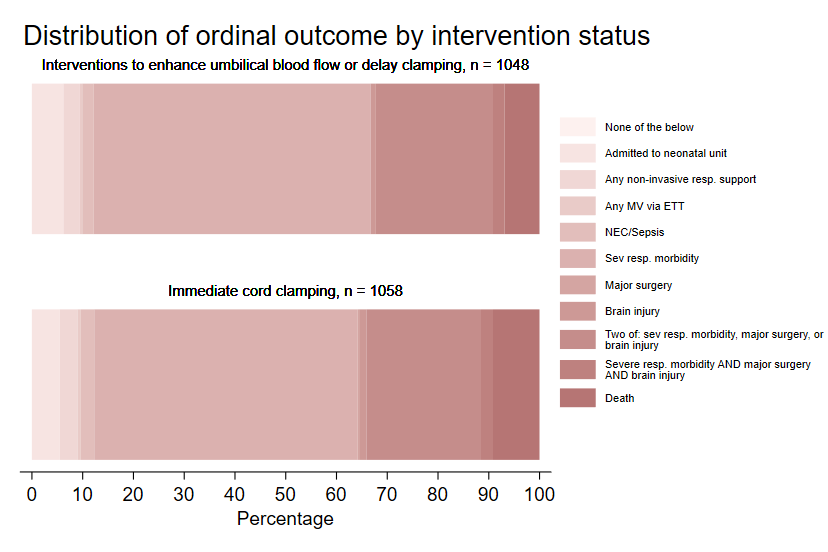 Distribution of ordinal outcome by intervention status
Interventions to enhance umbilical blood flow or delay clamping, n = 1048
None of the below
Admitted to neonatal unit
Any non-invasive resp. support
Any MV via ETT
NEC/Sepsis
Sev resp. morbidity
Major surgery
Brain injury
Two of: sev resp. morbidity, major surgery, or
brain injury
Severe resp. morbidity AND major surgery
AND brain injury
Death
Immediate cord clamping, n = 1058
0 10 20 30 40 50 60 70 80 90 100
Percentage